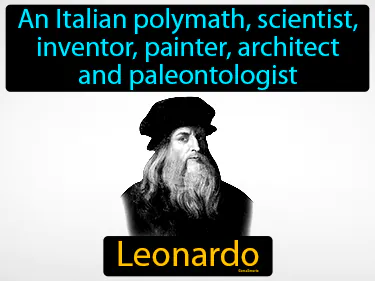 An Italian polymath, scientist,
inventor, painter, architect
and paleontologist
Leonardo